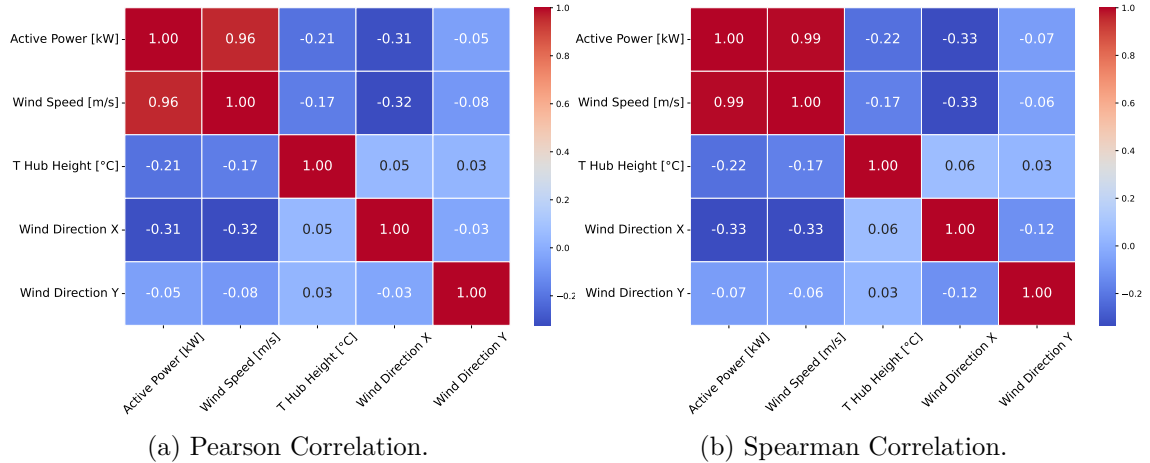 Active Power [kW] 1.00 0.96 -0.21 -0.31 -0.05
Wind Speed [m/s] 0.96 1.00 -0.17 -0.32 -0.08
T Hub Height [°C] -0.21 -0.17 1.00 0.05 0.03
Wind Direction X -0.31 -0.32 0.05 1.00 -0.03
Wind Direction Y -0.05 -0.08 0.03 -0.03 1.00
Active Power [kW] Wind Speed [m/s] T Hub Height [°C] Wind Direction X Wind Direction Y
1.0
0.8
0.6
0.4
0.2
0.0
−0.2
(a) Pearson Correlation.
Active Power [kW] 1.00 0.99 -0.22 -0.33 -0.07
Wind Speed [m/s] 0.99 1.00 -0.17 -0.33 -0.06
T Hub Height [°C] -0.22 -0.17 1.00 0.06 0.03
Wind Direction X -0.33 -0.33 0.06 1.00 -0.12
Wind Direction Y -0.07 -0.06 0.03 -0.12 1.00
Active Power [kW] Wind Speed [m/s] T Hub Height [°C] Wind Direction X Wind Direction Y
1.0
0.8
0.6
0.4
0.2
0.0
−0.2
(b) Spearman Correlation.